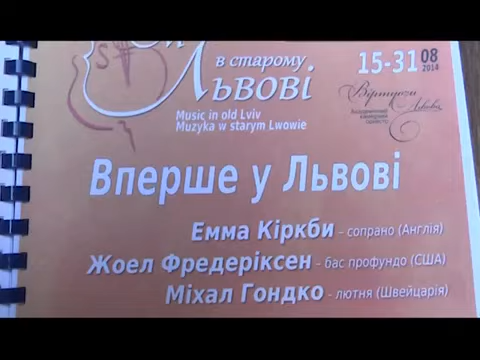 в старому
Львові
Music in old Lviv
Muzyka w starym Lwowie
15-31 08
2014
Віртуози
Львова
Вперше у Львові
Емма Кіркби – сопрано (Англія)
Жоел Фредеріксен – бас профундо (США)
Міхал Гондко – лютня (Швейцарія)